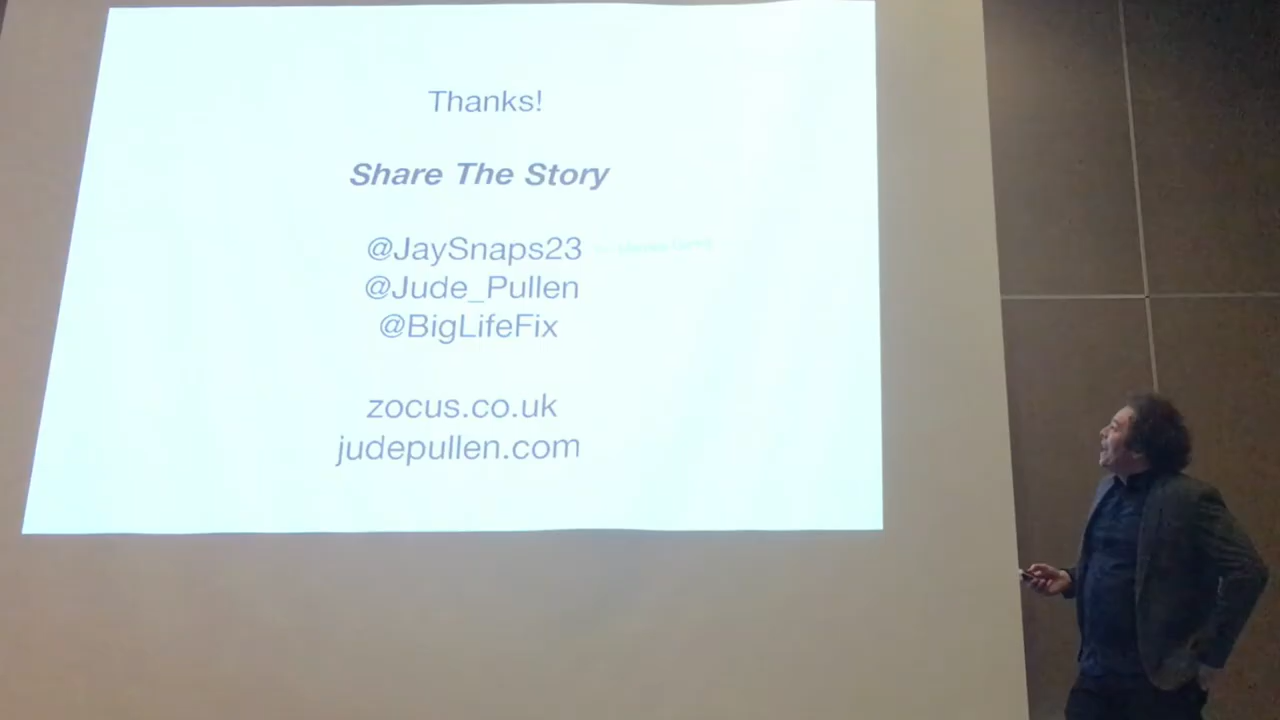 Thanks!
Share The Story
@JaySnaps23
@Jude_Pullen
@BigLifeFix
zocus.co.uk
judepullen.com